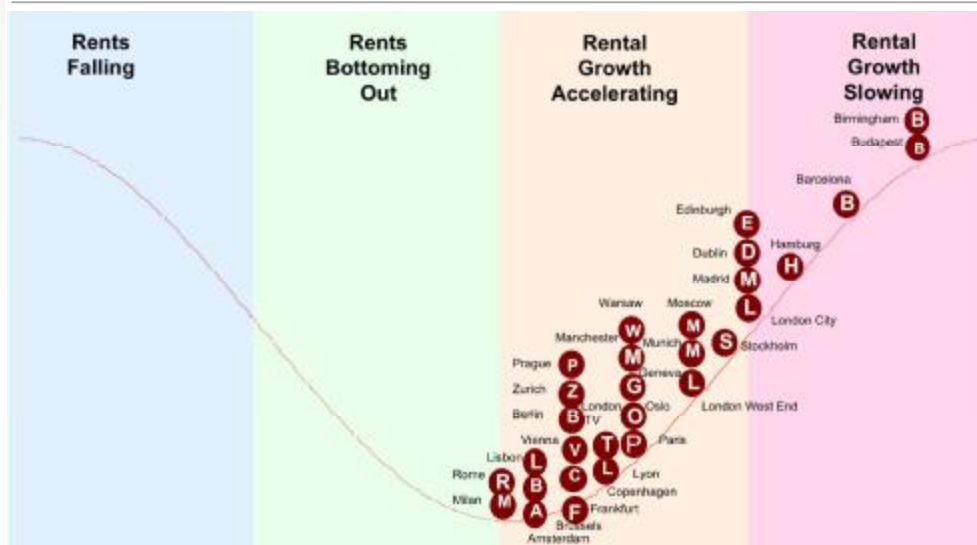 Rents
Falling
Rents
Bottoming
Out
Rental
Growth
Accelerating
Rental
Growth
Slowing
Birmingham B
Budapest B
Barcelona B
Edinburgh E
Dublin D
Hamburg H
Madrid M
London City L
Warsaw W
Moscow M
Manchester M
Munich M
Stockholm S
Prague P
Geneva G
London West End L
Zurich Z
Berlin B
London TV T
Oslo O
Vienna V
Paris P
Lisbon L
Lyon L
Rome R
Copenhagen C
Milan M
Frankfurt F
Brussels B
Amsterdam A